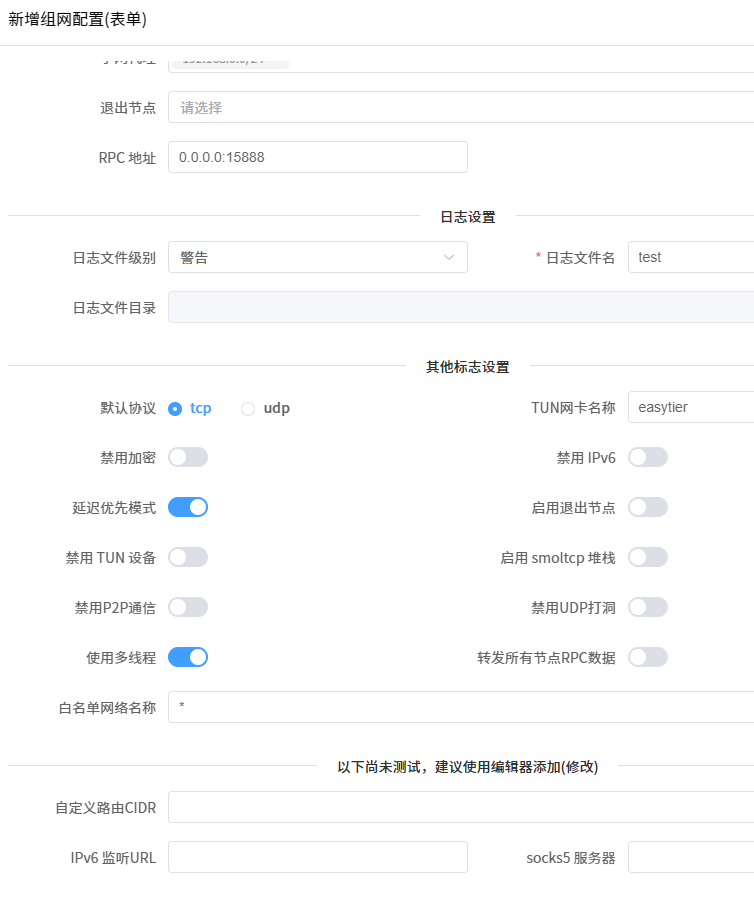 新增组网配置(表单)
退出节点 请选择
RPC 地址 0.0.0.0:15888
日志设置
日志文件级别 警告 * 日志文件名 test
日志文件目录
其他标志设置
默认协议 tcp udp TUN网卡名称 easytier
禁用加密 禁用 IPv6
延迟优先模式 启用退出节点
禁用 TUN 设备 启用 smoltcp 堆栈
禁用P2P通信 禁用UDP打洞
使用多线程 转发所有节点RPC数据
白名单网络名称 *
以下尚未测试，建议使用编辑器添加(修改)
自定义路由CIDR
IPv6 监听URL socks5 服务器